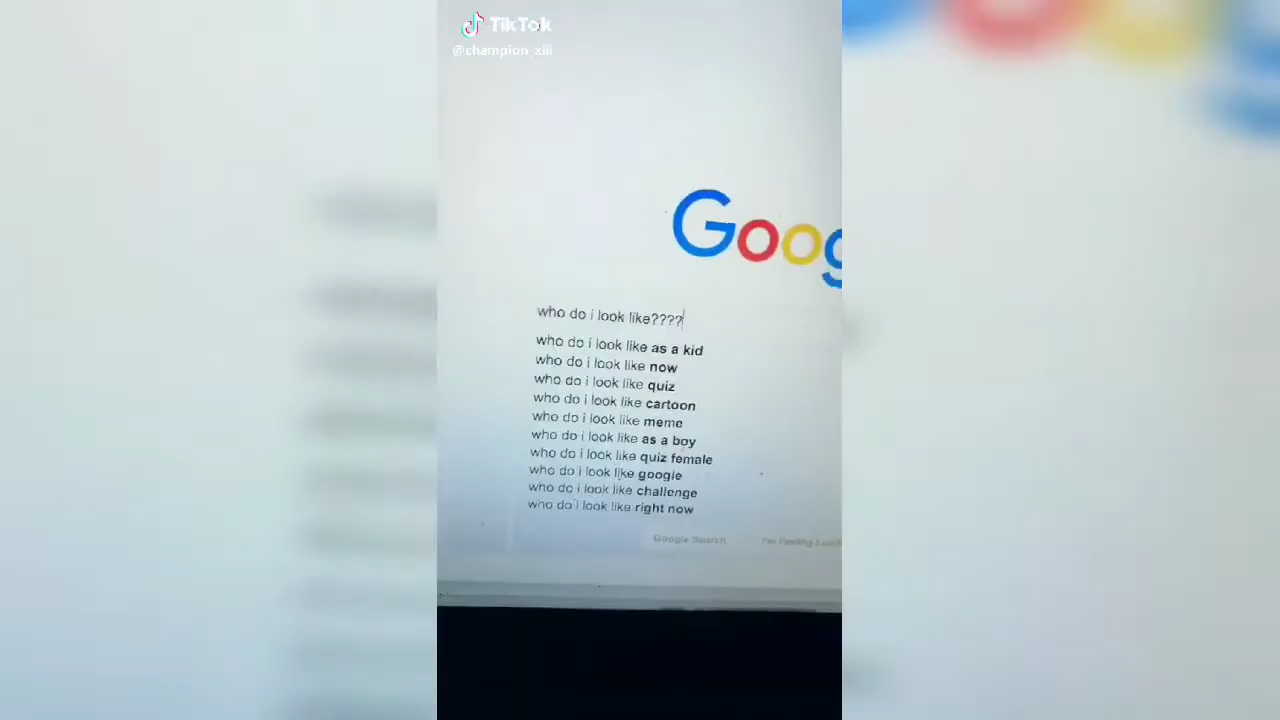 TikTok
@champion_xiii
Goog
who do i look like????
who do i look like as a kid
who do i look like now
who do i look like quiz
who do i look like cartoon
who do i look like meme
who do i look like as a boy
who do i look like quiz female
who do i look like google
who do i look like challenge
who do i look like right now
Google Search
I'm Feeling